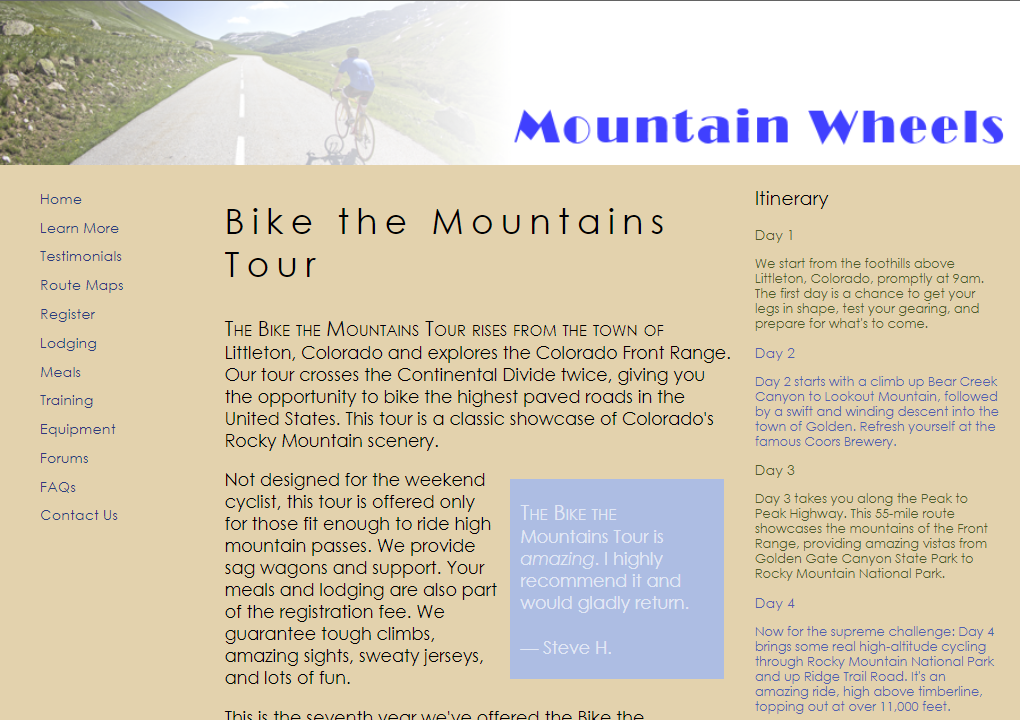 Mountain Wheels
Home
Learn More
Testimonials
Route Maps
Register
Lodging
Meals
Training
Equipment
Forums
FAQs
Contact Us
Bike the Mountains
Tour
The Bike the Mountains Tour rises from the town of
Littleton, Colorado and explores the Colorado Front Range.
Our tour crosses the Continental Divide twice, giving you
the opportunity to bike the highest paved roads in the
United States. This tour is a classic showcase of Colorado's
Rocky Mountain scenery.
Not designed for the weekend
cyclist, this tour is offered only
for those fit enough to ride high
mountain passes. We provide
sag wagons and support. Your
meals and lodging are also part
of the registration fee. We
guarantee tough climbs,
amazing sights, sweaty jerseys,
and lots of fun.
The Bike the
Mountains Tour is
amazing. I highly
recommend it and
would gladly return.
— Steve H.
This is the seventh year we've offered the Bike the
Itinerary
Day 1
We start from the foothills above
Littleton, Colorado, promptly at 9am.
The first day is a chance to get your
legs in shape, test your gearing, and
prepare for what's to come.
Day 2
Day 2 starts with a climb up Bear Creek
Canyon to Lookout Mountain, followed
by a swift and winding descent into the
town of Golden. Refresh yourself at the
famous Coors Brewery.
Day 3
Day 3 takes you along the Peak to
Peak Highway. This 55-mile route
showcases the mountains of the Front
Range, providing amazing vistas from
Golden Gate Canyon State Park to
Rocky Mountain National Park.
Day 4
Now for the supreme challenge: Day 4
brings some real high-altitude cycling
through Rocky Mountain National Park
and up Ridge Trail Road. It's an
amazing ride, high above timberline,
topping out at over 11,000 feet.